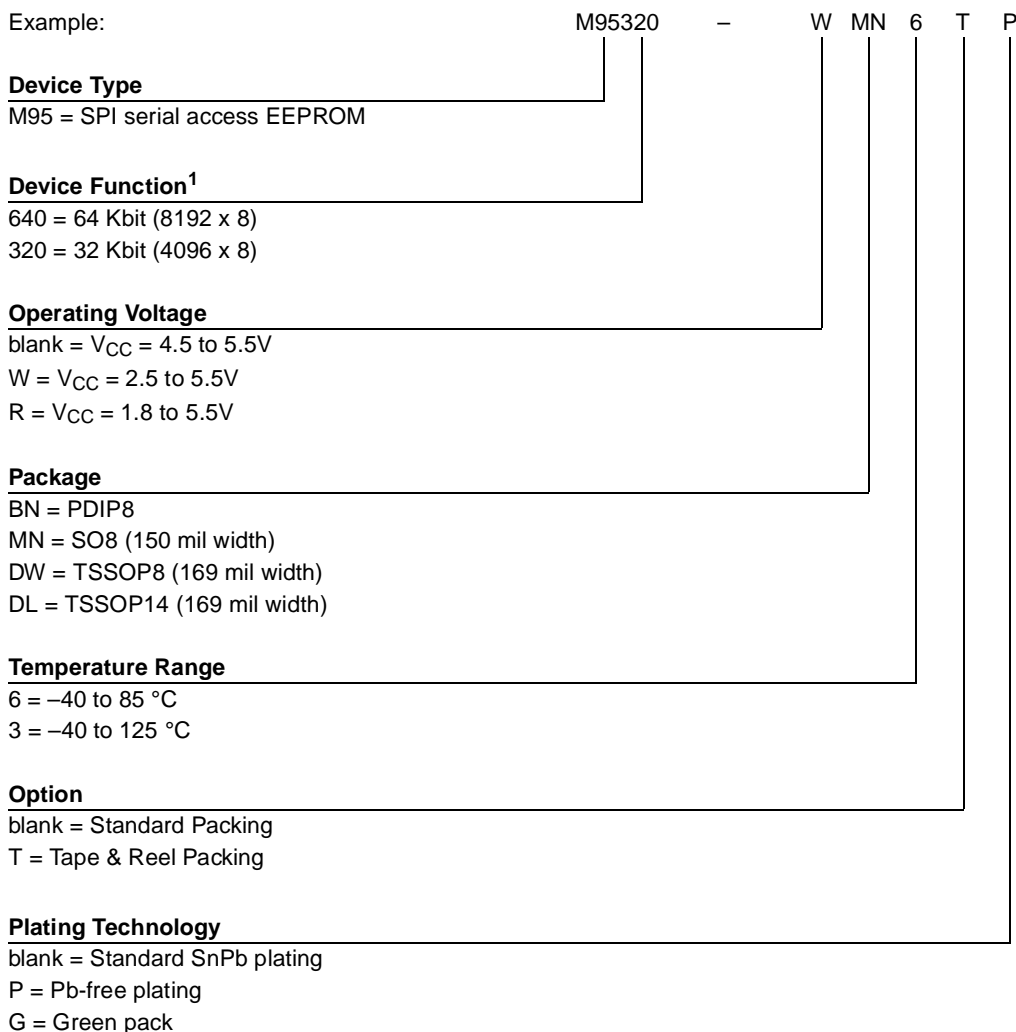 Example: M95320 – W MN 6 T P
Device Type
M95 = SPI serial access EEPROM
Device Function1
640 = 64 Kbit (8192 x 8)
320 = 32 Kbit (4096 x 8)
Operating Voltage
blank = VCC = 4.5 to 5.5V
W = VCC = 2.5 to 5.5V
R = VCC = 1.8 to 5.5V
Package
BN = PDIP8
MN = SO8 (150 mil width)
DW = TSSOP8 (169 mil width)
DL = TSSOP14 (169 mil width)
Temperature Range
6 = –40 to 85 °C
3 = –40 to 125 °C
Option
blank = Standard Packing
T = Tape & Reel Packing
Plating Technology
blank = Standard SnPb plating
P = Pb-free plating
G = Green pack